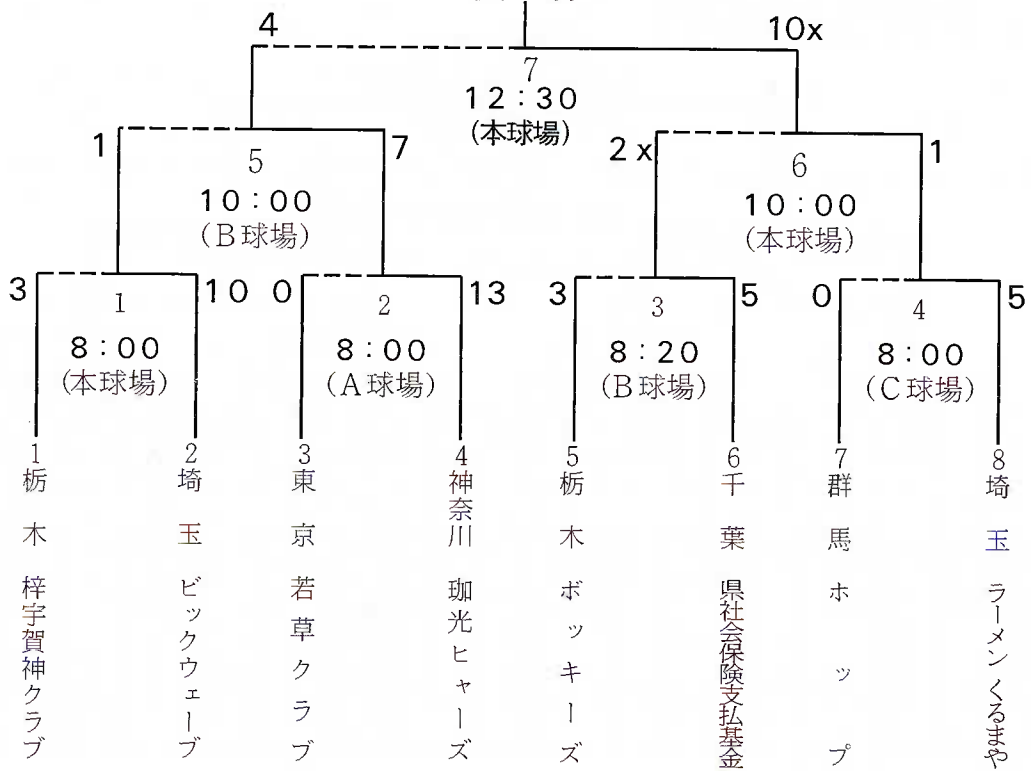 4
10x
7
12:30
(本球場)
1
7
2x
1
5
10:00
(B球場)
6
10:00
(本球場)
3
10
0
13
3
5
0
5
1
8:00
(本球場)
2
8:00
(A球場)
3
8:20
(B球場)
4
8:00
(C球場)
1 栃木 梓宇賀神クラブ
2 埼玉 ビックウェーブ
3 東京 若草クラブ
4 神奈川 珈光ヒャーズ
5 栃木 ボッキーズ
6 千葉 県社会保険支払基金
7 群馬 ホップ
8 埼玉 ラーメンくるまや